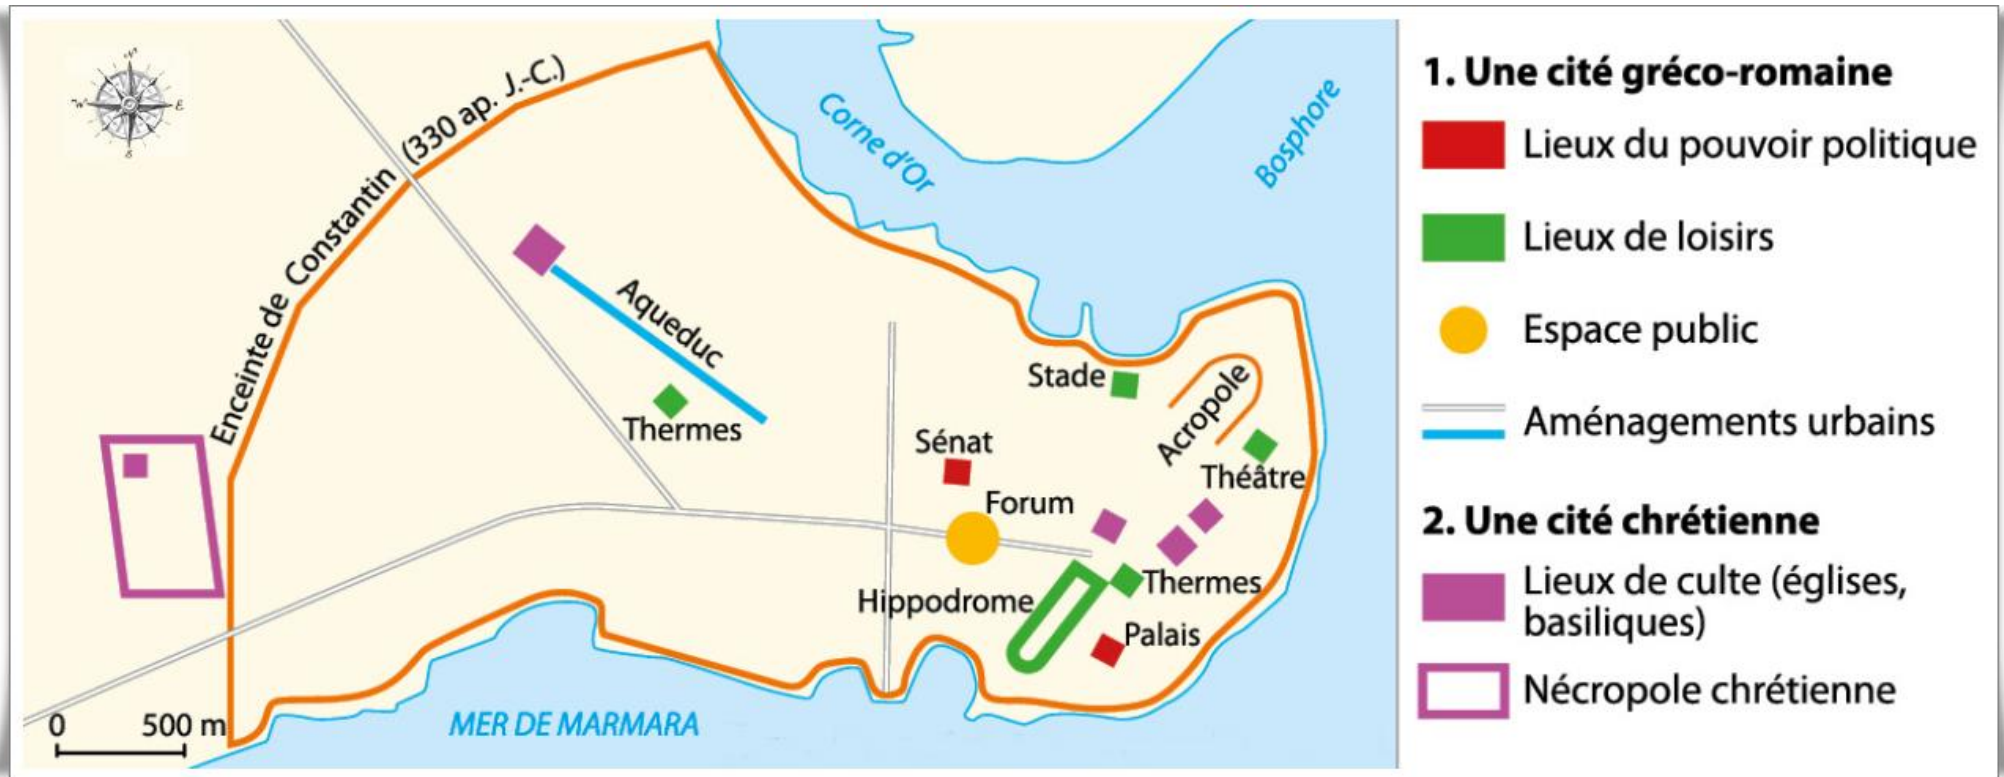 N
W
E
S
Enceinte de Constantin (330 ap. J.-C.)
Corne d'Or
Bosphore
Aqueduc
Thermes
Stade
Acropole
Sénat
Théâtre
Forum
Thermes
Hippodrome
Palais
MER DE MARMARA
0 500 m
1. Une cité gréco-romaine
Lieux du pouvoir politique
Lieux de loisirs
Espace public
Aménagements urbains
2. Une cité chrétienne
Lieux de culte (églises,
basiliques)
Nécropole chrétienne